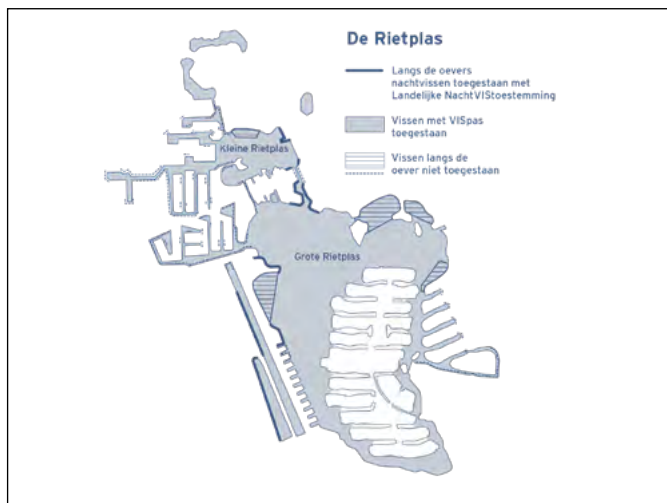 De Rietplas
Langs de oevers
nachtvissen toegestaan met
Landelijke NachtVIStoestemming
Vissen met VISpas
toegestaan
Vissen langs de
oever niet toegestaan
Kleine Rietplas
Grote Rietplas